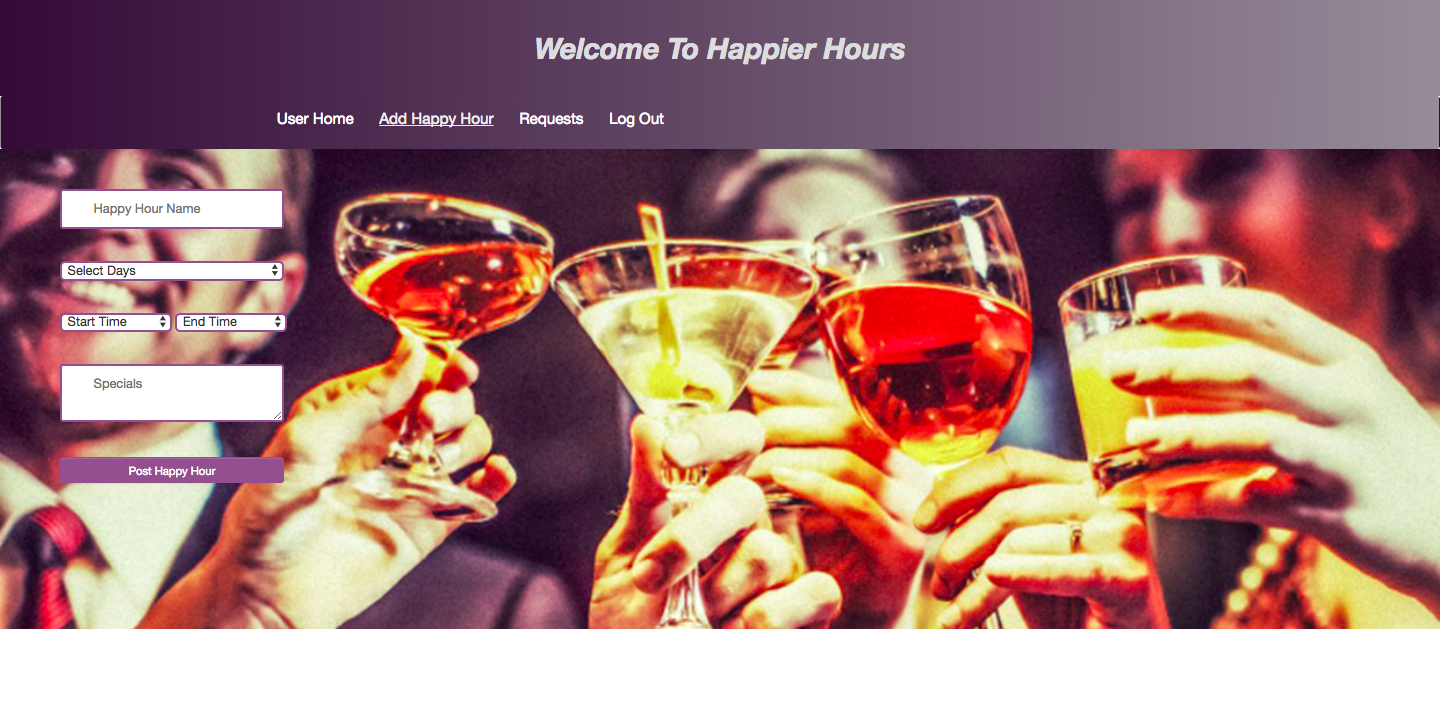 Welcome To Happier Hours
User Home Add Happy Hour Requests Log Out
Happy Hour Name
Select Days
Start Time End Time
Specials
Post Happy Hour